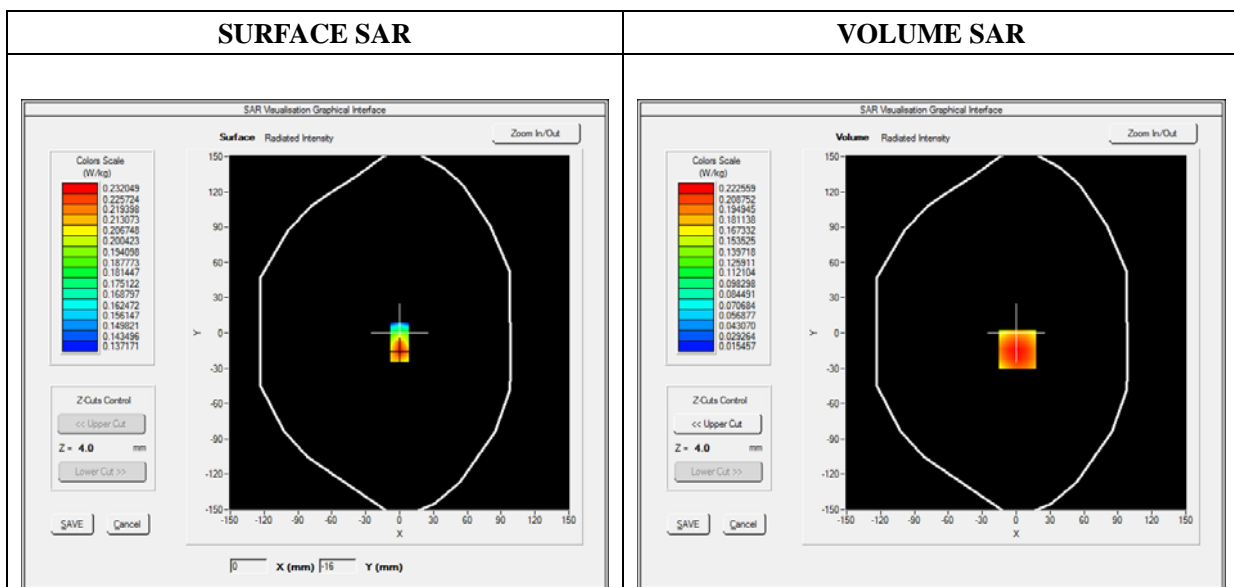 SURFACE SAR
VOLUME SAR
SAR Visualisation Graphical Interface
Surface Radiated Intensity
Zoom In/Out
Colors Scale
(W/kg)
0.232049
0.225724
0.219398
0.213073
0.206748
0.200423
0.194098
0.187773
0.181447
0.175122
0.168797
0.162472
0.156147
0.149821
0.143496
0.137171
Z-Cuts Control
<< Upper Cut
Z = 4.0 mm
Lower Cut >>
SAVE Cancel
150
120
90
60
30
Y 0
-30
-60
-90
-120
-150
-150 -120 -90 -60 -30 0 30 60 90 120 150
X
0 X (mm) -16 Y (mm)
SAR Visualisation Graphical Interface
Volume Radiated Intensity
Zoom In/Out
Colors Scale
(W/kg)
0.222559
0.208752
0.194945
0.181138
0.167332
0.153525
0.139718
0.125911
0.112104
0.098298
0.084491
0.070684
0.056877
0.043070
0.029264
0.015457
Z-Cuts Control
<< Upper Cut
Z = 4.0 mm
Lower Cut >>
SAVE Cancel
150
120
90
60
30
Y 0
-30
-60
-90
-120
-150
-150 -120 -90 -60 -30 0 30 60 90 120 150
X